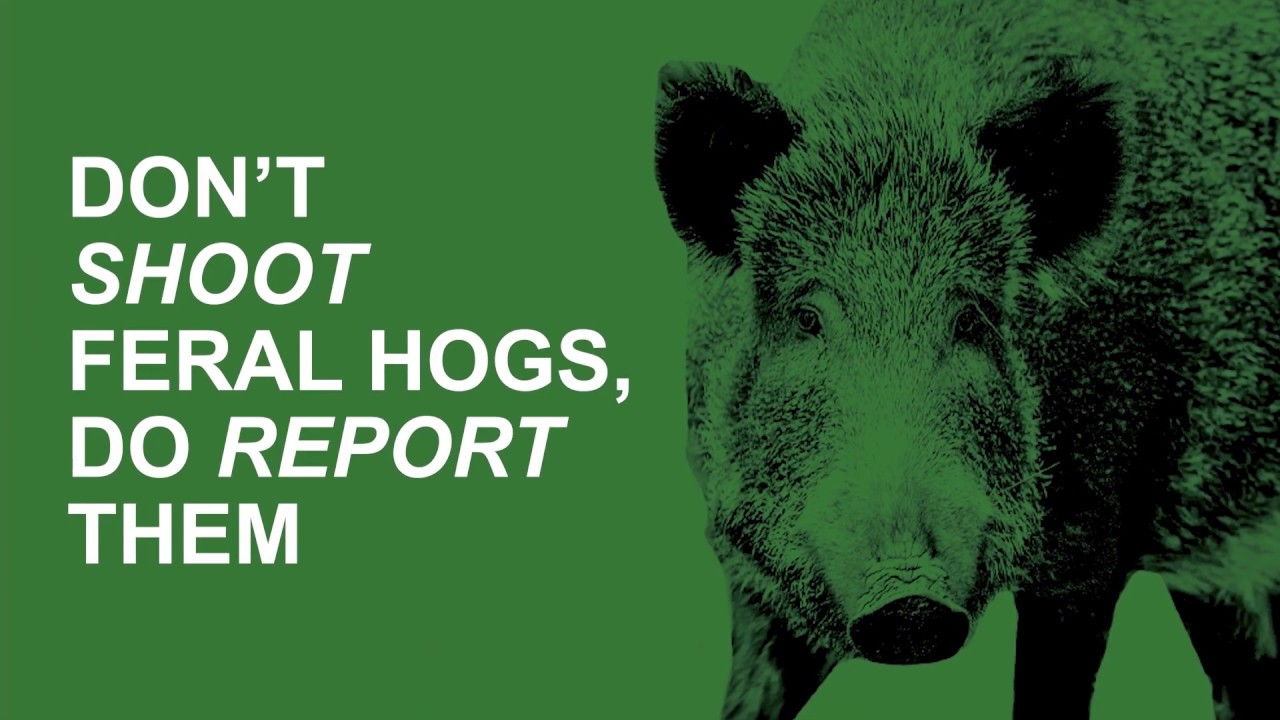 DON’T
SHOOT
FERAL HOGS,
DO REPORT
THEM